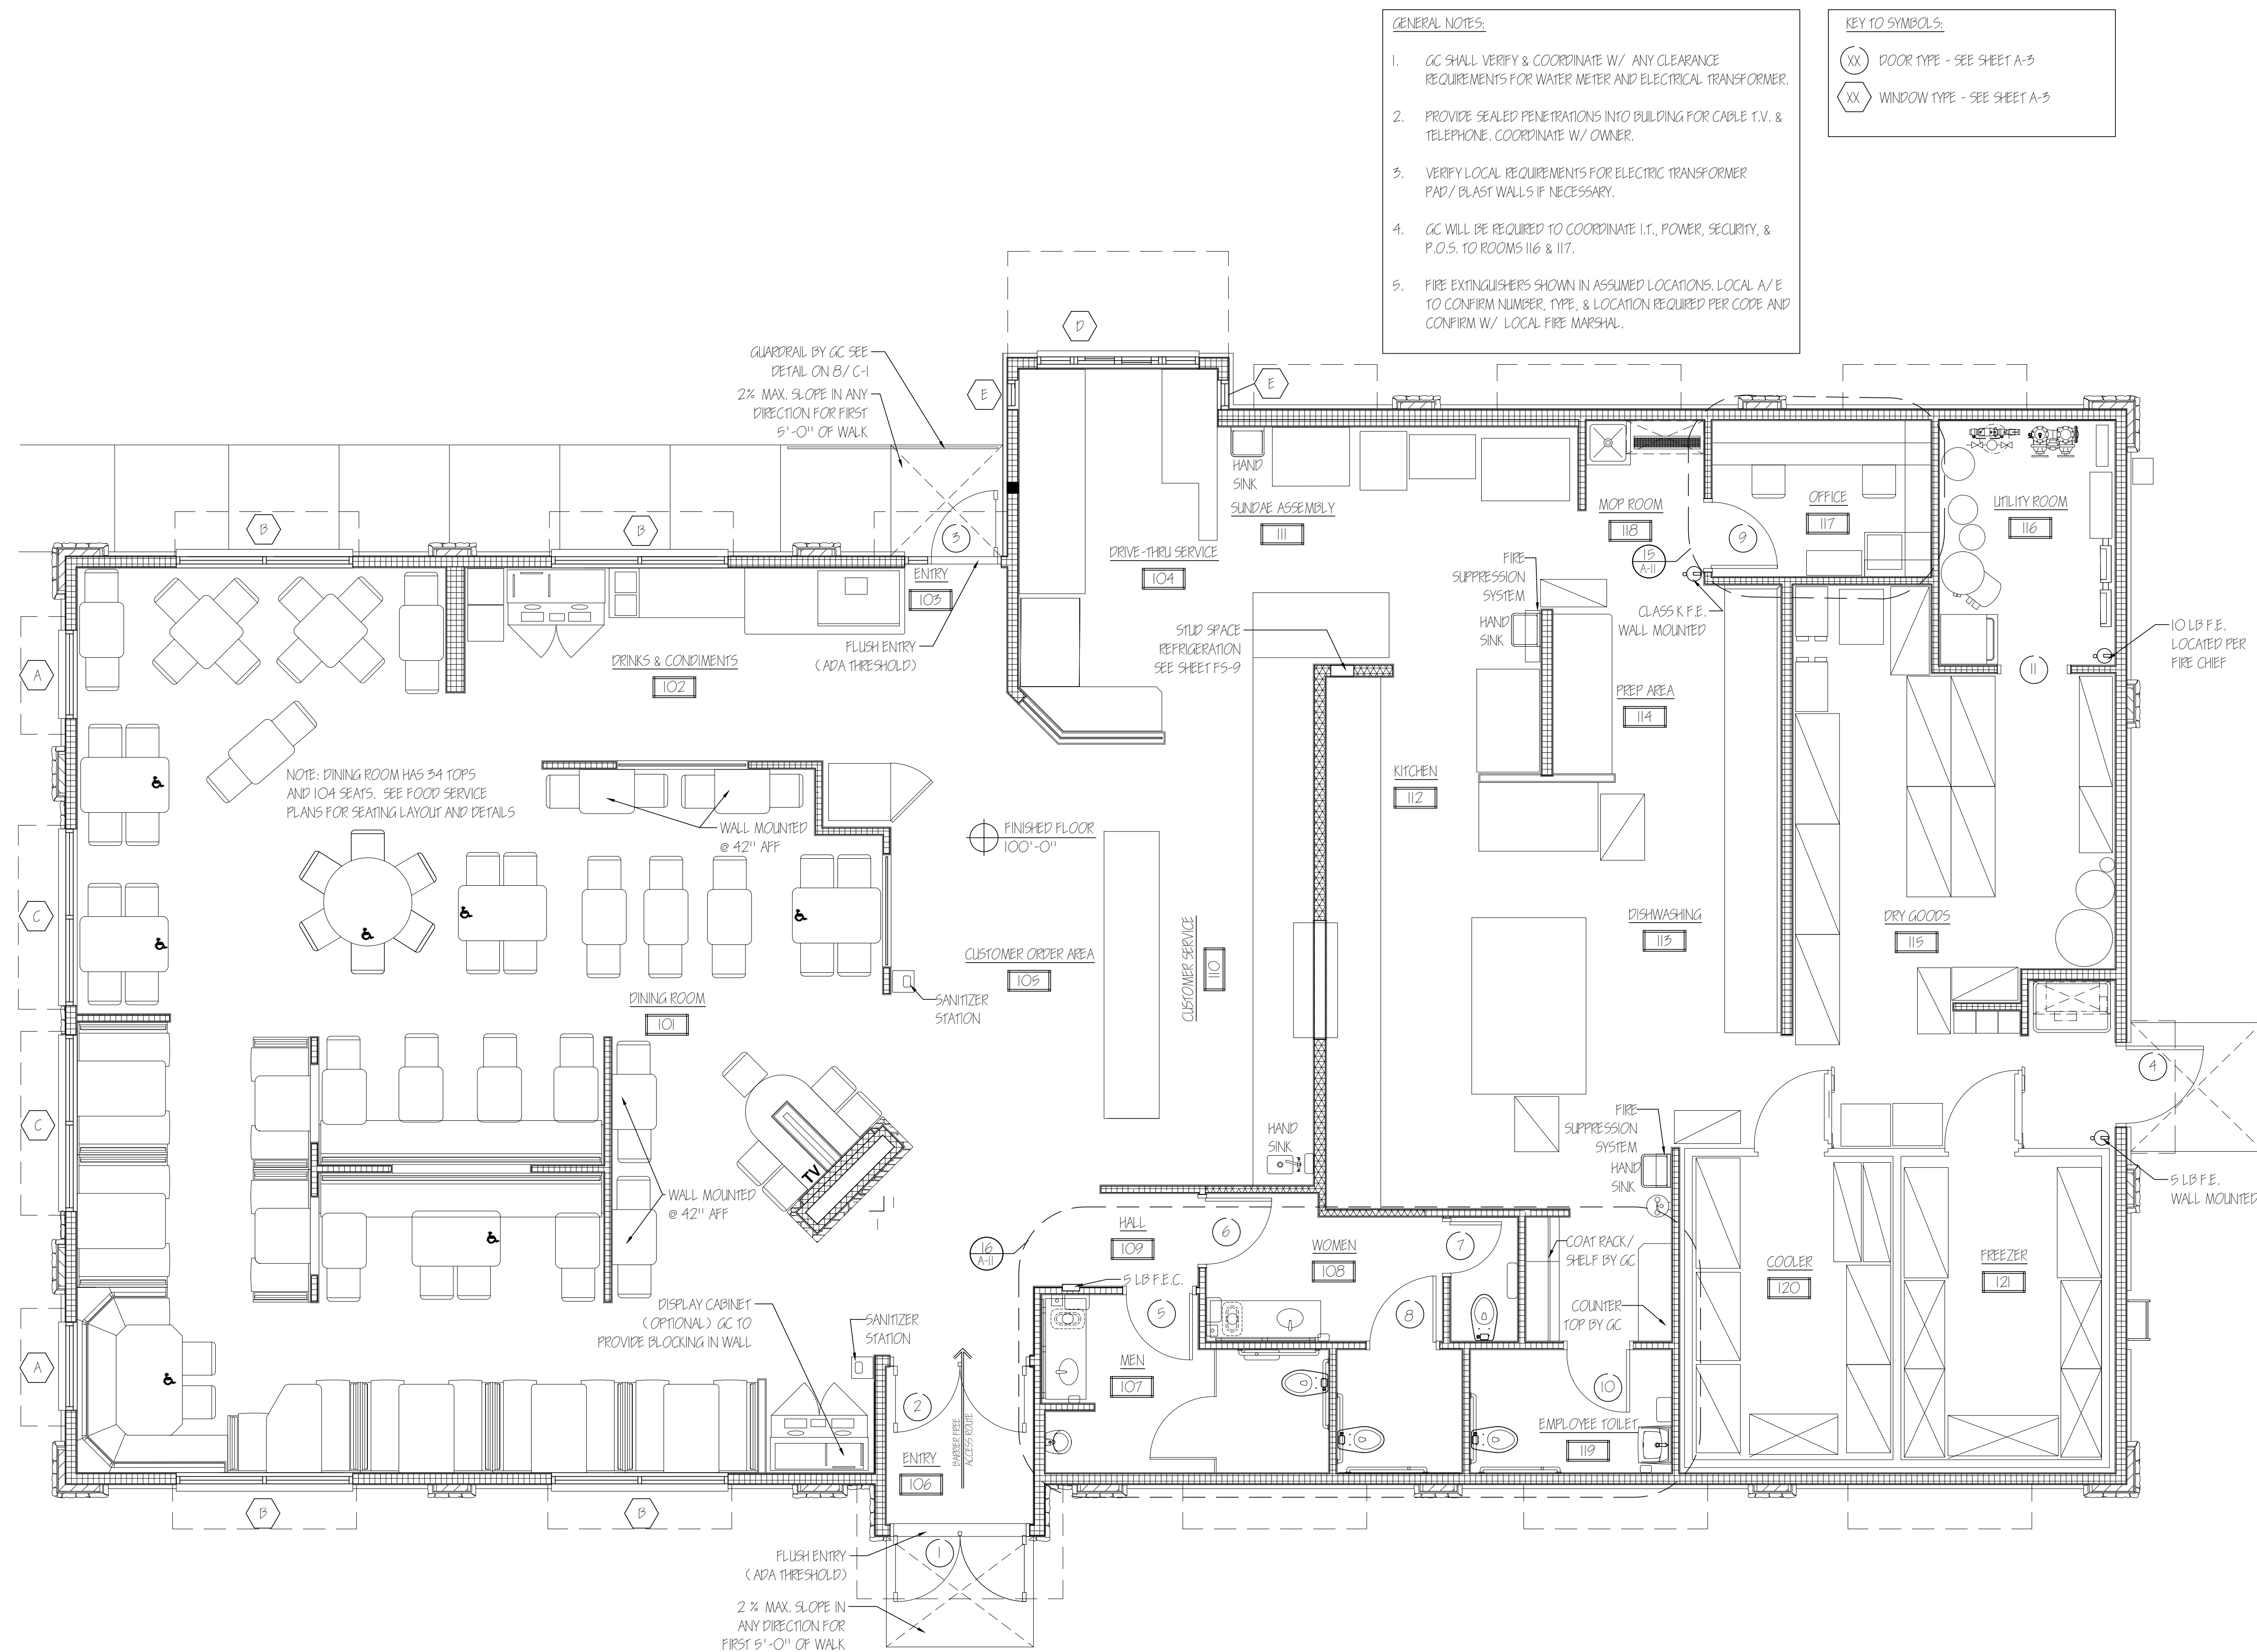 GENERAL NOTES:
1. GC SHALL VERIFY & COORDINATE W/ ANY CLEARANCE
REQUIREMENTS FOR WATER METER AND ELECTRICAL TRANSFORMER.
2. PROVIDE SEALED PENETRATIONS INTO BUILDING FOR CABLE T.V. &
TELEPHONE. COORDINATE W/ OWNER.
3. VERIFY LOCAL REQUIREMENTS FOR ELECTRIC TRANSFORMER
PAD/ BLAST WALLS IF NECESSARY.
4. GC WILL BE REQUIRED TO COORDINATE I.T., POWER, SECURITY, &
P.O.S. TO ROOMS 116 & 117.
5. FIRE EXTINGUISHERS SHOWN IN ASSUMED LOCATIONS. LOCAL A/E
TO CONFIRM NUMBER, TYPE, & LOCATION REQUIRED PER CODE AND
CONFIRM W/ LOCAL FIRE MARSHAL.
KEY TO SYMBOLS:
XX DOOR TYPE - SEE SHEET A-3
XX WINDOW TYPE - SEE SHEET A-3
D
GUARDRAIL BY GC SEE
DETAIL ON 8/C-1
2% MAX. SLOPE IN ANY
DIRECTION FOR FIRST
5'-0" OF WALK
E
E
B
B
3
ENTRY
103
FLUSH ENTRY
(ADA THRESHOLD)
DRIVE-THRU SERVICE
104
HAND
SINK
SUNDAE ASSEMBLY
111
MOP ROOM
118
15
A-11
9
OFFICE
117
UTILITY ROOM
116
FIRE
SUPPRESSION
SYSTEM
HAND
SINK
CLASS K F.E.
WALL MOUNTED
10 LB F.E.
LOCATED PER
FIRE CHIEF
11
STUD SPACE
REFRIGERATION
SEE SHEET FS-9
DRINKS & CONDIMENTS
102
A
PREP AREA
114
KITCHEN
112
NOTE: DINING ROOM HAS 34 TOPS
AND 104 SEATS. SEE FOOD SERVICE
PLANS FOR SEATING LAYOUT AND DETAILS
WALL MOUNTED
@ 42" AFF
FINISHED FLOOR
100'-0"
C
DINING ROOM
101
SANITIZER
STATION
CUSTOMER ORDER AREA
105
CUSTOMER SERVICE
110
DISHWASHING
113
DRY GOODS
115
4
C
TV
WALL MOUNTED
@ 42" AFF
HAND
SINK
FIRE
SUPPRESSION
SYSTEM
HAND
SINK
5 LB F.E.
WALL MOUNTED
16
A-11
HALL
109
6
WOMEN
108
7
COAT RACK/
SHELF BY GC
COOLER
120
FREEZER
121
5 LB F.E.C.
5
8
COUNTER
TOP BY GC
A
DISPLAY CABINET
(OPTIONAL) GC TO
PROVIDE BLOCKING IN WALL
SANITIZER
STATION
MEN
107
10
EMPLOYEE TOILET
119
2
BARRIER FREE
ACCESS ROUTE
ENTRY
106
B
B
1
FLUSH ENTRY
(ADA THRESHOLD)
2 % MAX. SLOPE IN
ANY DIRECTION FOR
FIRST 5'-0" OF WALK